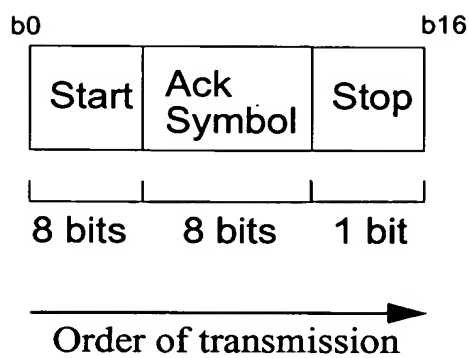 b0 b16
Start Ack Symbol Stop
8 bits 8 bits 1 bit
Order of transmission